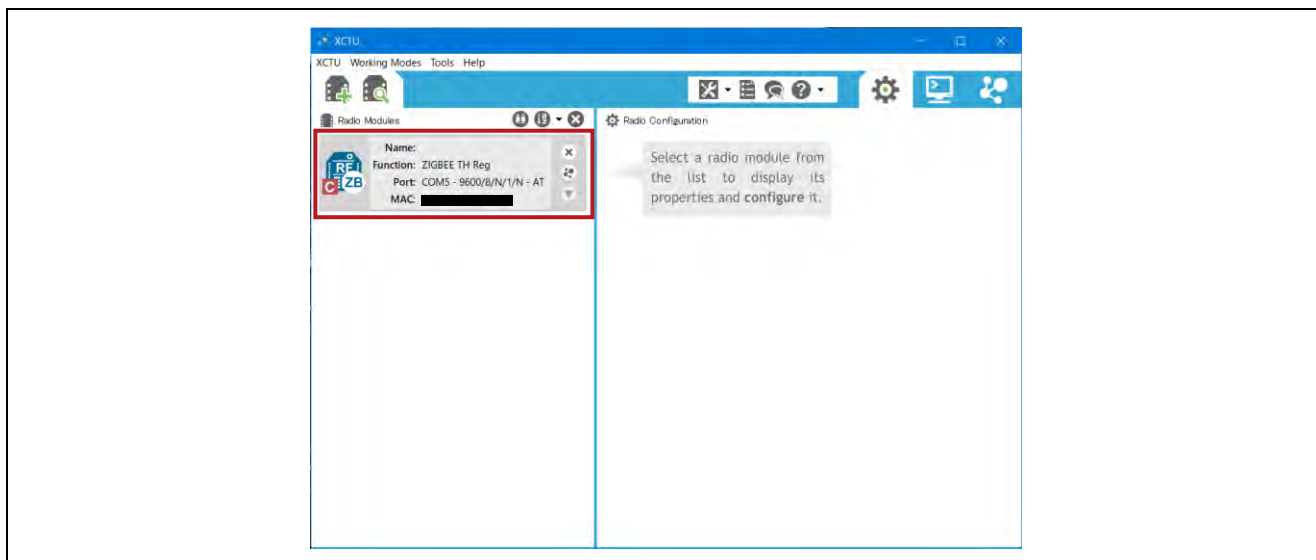 XCTU
XCTU Working Modes Tools Help
Radio Modules
Radio Configuration
Name:
Function: ZIGBEE TH Reg
Port: COM5 - 9600/8/N/1/N - AT
MAC:
RF
C ZB
Select a radio module from
the list to display its
properties and configure it.